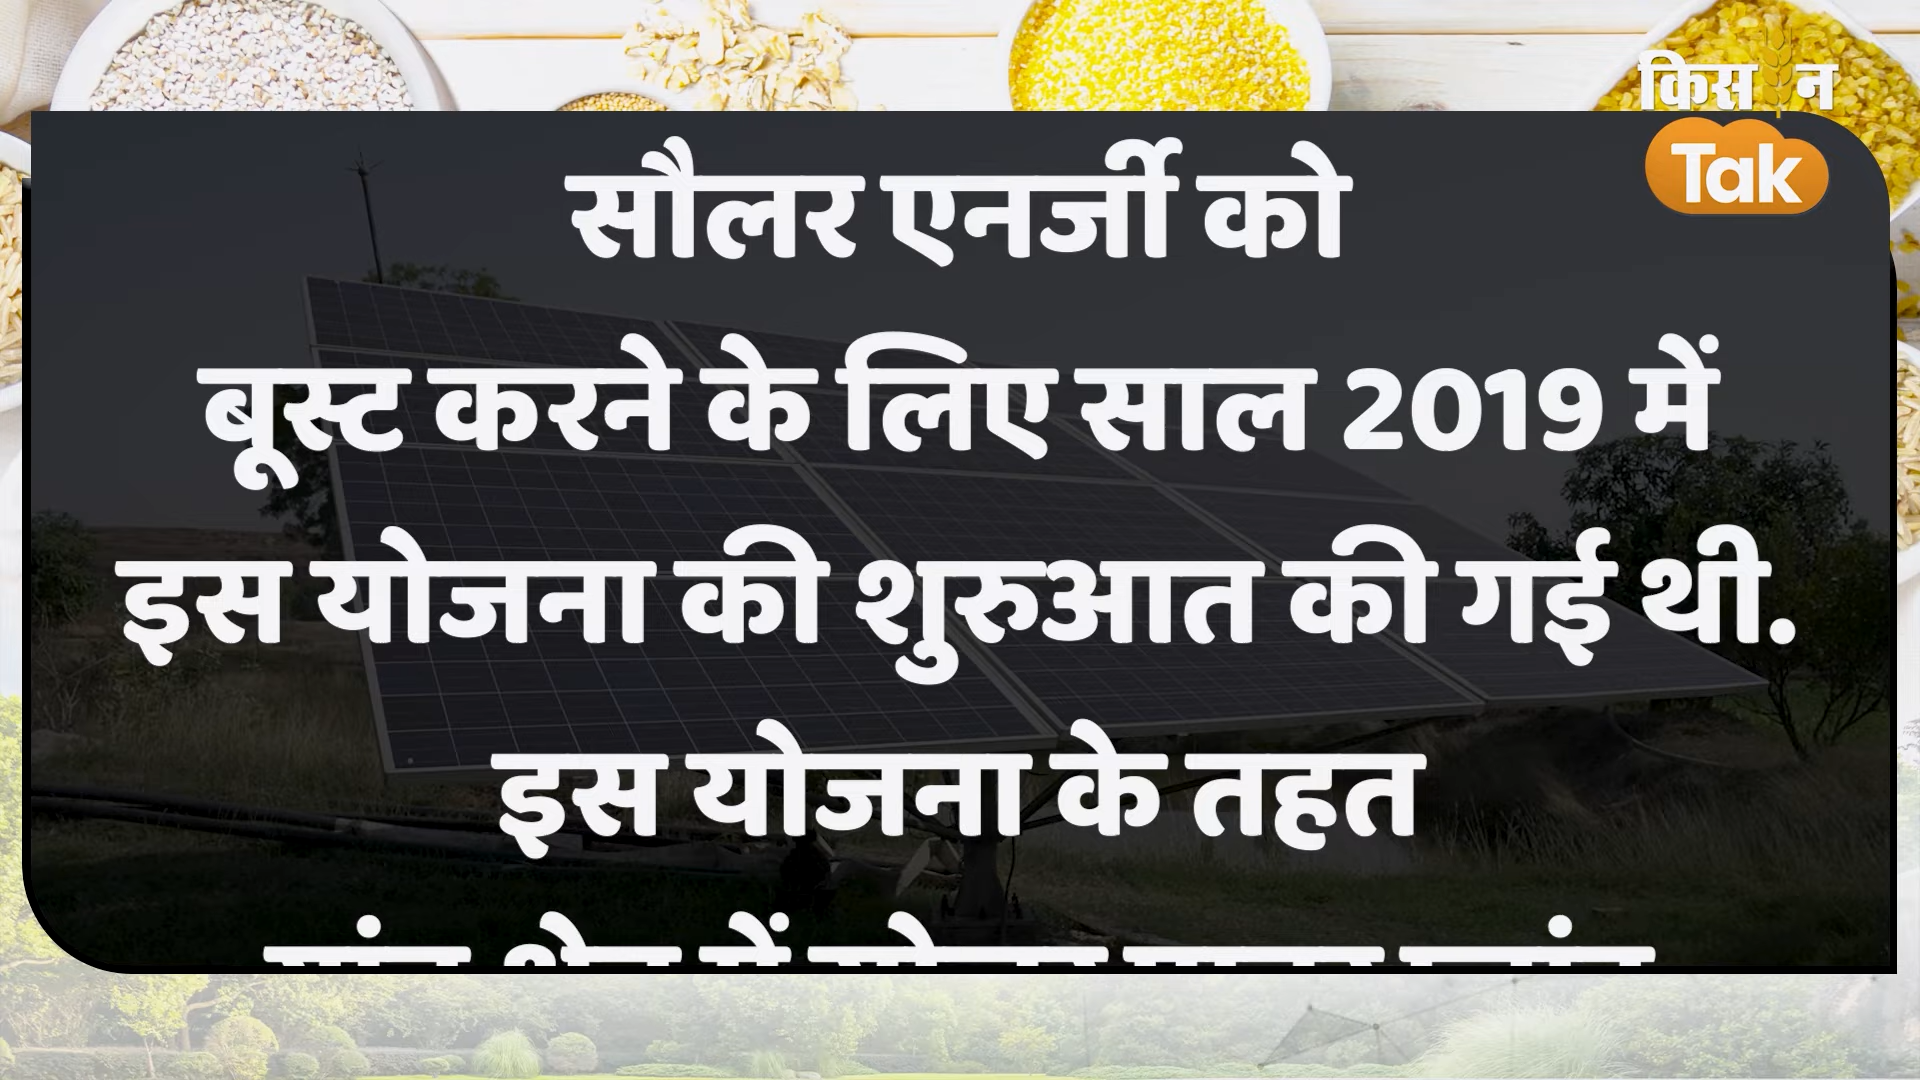 किसान
Tak
सौलर एनर्जी को
बूस्ट करने के लिए साल 2019 में
इस योजना की शुरुआत की गई थी.
इस योजना के तहत